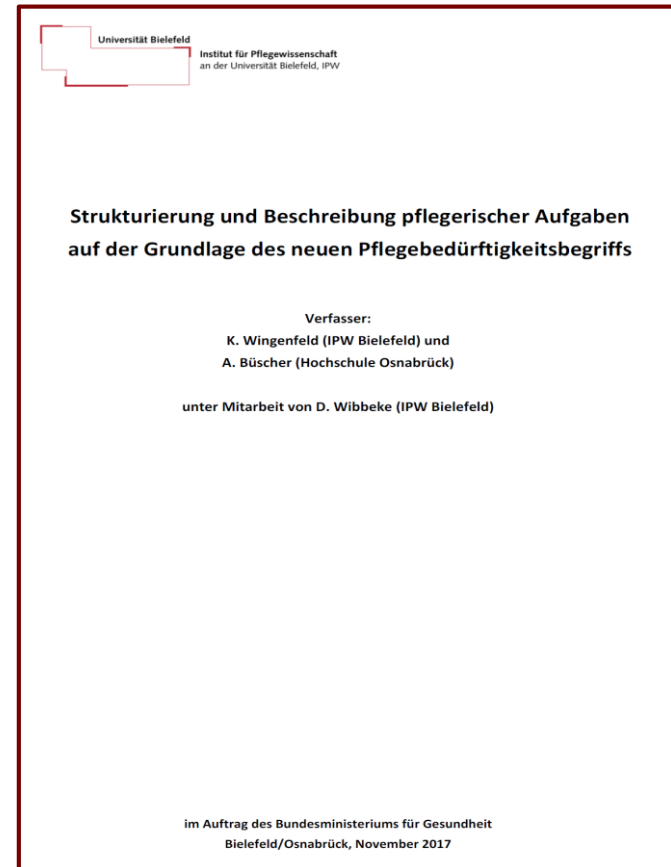 Universität Bielefeld
Institut für Pflegewissenschaft
an der Universität Bielefeld, IPW
Strukturierung und Beschreibung pflegerischer Aufgaben
auf der Grundlage des neuen Pflegebedürftigkeitsbegriffs
Verfasser:
K. Wingenfeld (IPW Bielefeld) und
A. Büscher (Hochschule Osnabrück)
unter Mitarbeit von D. Wibbeke (IPW Bielefeld)
im Auftrag des Bundesministeriums für Gesundheit
Bielefeld/Osnabrück, November 2017